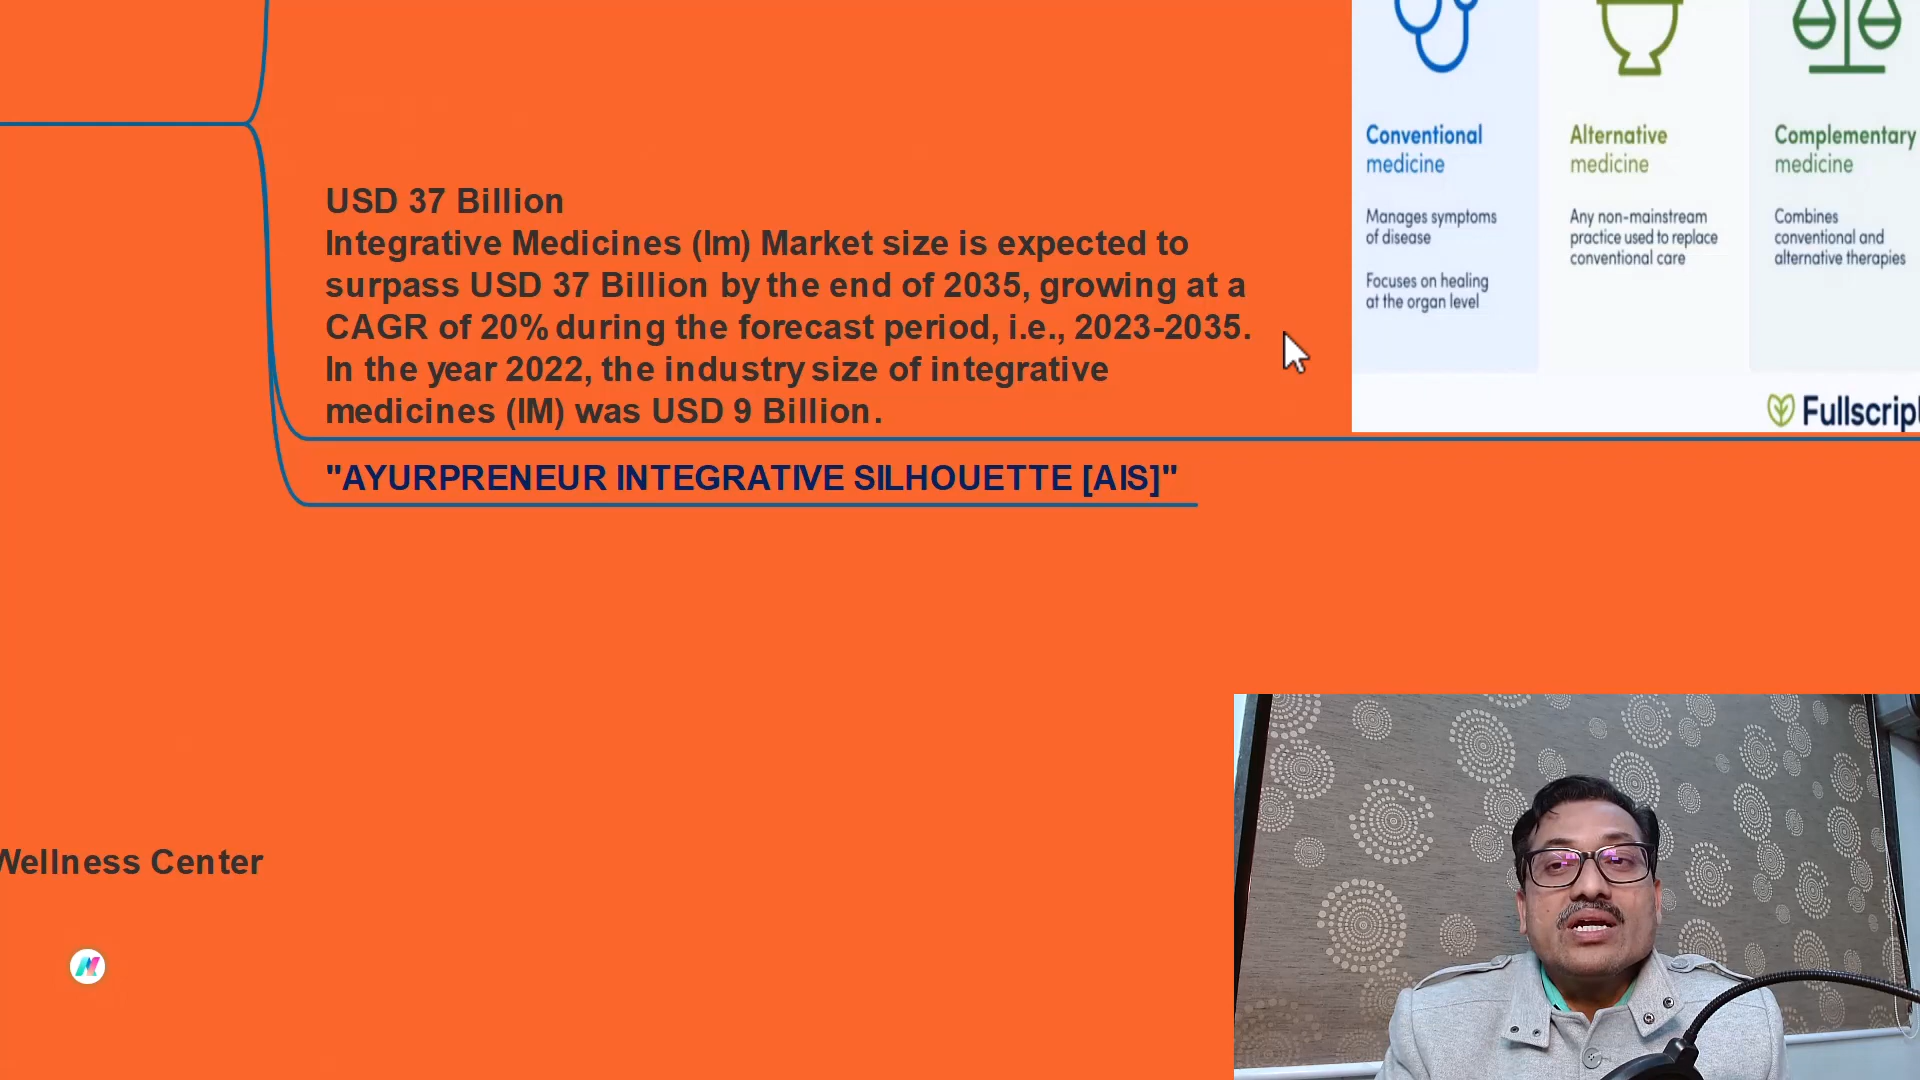 Conventional
medicine
Manages symptoms
of disease
Focuses on healing
at the organ level
Alternative
medicine
Any non-mainstream
practice used to replace
conventional care
Complementary
medicine
Combines
conventional and
alternative therapies
USD 37 Billion
Integrative Medicines (Im) Market size is expected to
surpass USD 37 Billion by the end of 2035, growing at a
CAGR of 20% during the forecast period, i.e., 2023-2035.
In the year 2022, the industry size of integrative
medicines (IM) was USD 9 Billion.
Fullscript
"AYURPRENEUR INTEGRATIVE SILHOUETTE [AIS]"
Wellness Center